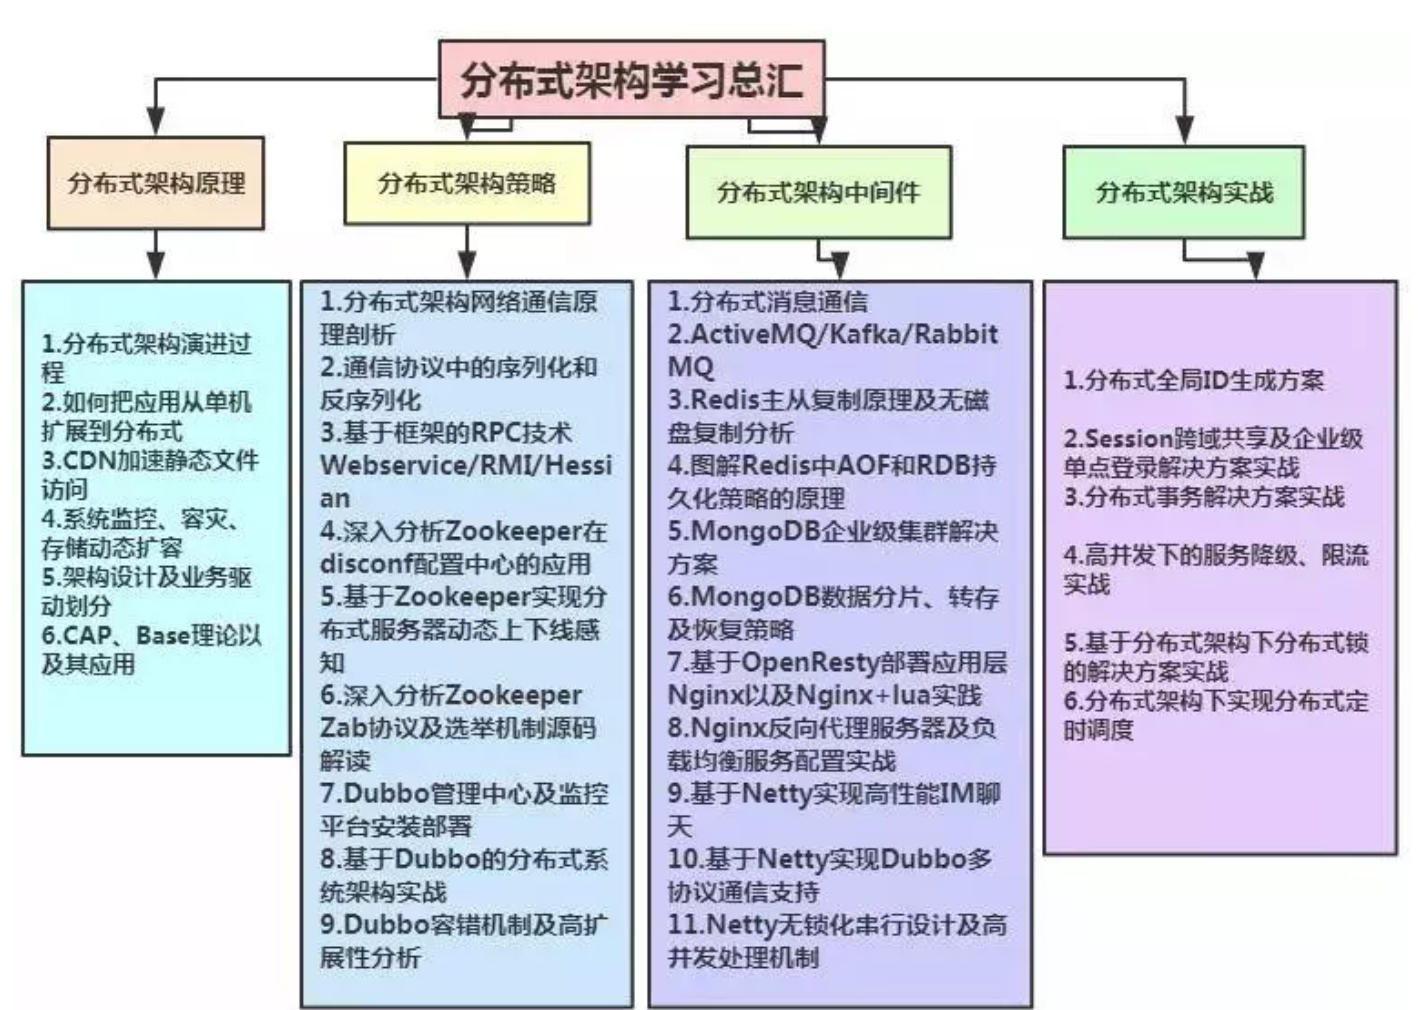 分布式架构学习总汇
分布式架构原理
分布式架构策略
分布式架构中间件
分布式架构实战
1.分布式架构演进过
程
2.如何把应用从单机
扩展到分布式
3.CDN加速静态文件
访问
4.系统监控、容灾、
存储动态扩容
5.架构设计及业务驱
动划分
6.CAP、Base理论以
及其应用
1.分布式架构网络通信原
理剖析
2.通信协议中的序列化和
反序列化
3.基于框架的RPC技术
Webservice/RMI/Hessi
an
4.深入分析Zookeeper在
disconf配置中心的应用
5.基于Zookeeper实现分
布式服务器动态上下线感
知
6.深入分析Zookeeper
Zab协议及选举机制源码
解读
7.Dubbo管理中心及监控
平台安装部署
8.基于Dubbo的分布式系
统架构实战
9.Dubbo容错机制及高扩
展性分析
1.分布式消息通信
2.ActiveMQ/Kafka/Rabbit
MQ
3.Redis主从复制原理及无磁
盘复制分析
4.图解Redis中AOF和RDB持
久化策略的原理
5.MongoDB企业级集群解决
方案
6.MongoDB数据分片、转存
及恢复策略
7.基于OpenResty部署应用层
Nginx以及Nginx+lua实践
8.Nginx反向代理服务器及负
载均衡服务配置实战
9.基于Netty实现高性能IM聊
天
10.基于Netty实现Dubbo多
协议通信支持
11.Netty无锁化串行设计及高
并发处理机制
1.分布式全局ID生成方案
2.Session跨域共享及企业级
单点登录解决方案实战
3.分布式事务解决方案实战
4.高并发下的服务降级、限流
实战
5.基于分布式架构下分布式锁
的解决方案实战
6.分布式架构下实现分布式定
时调度